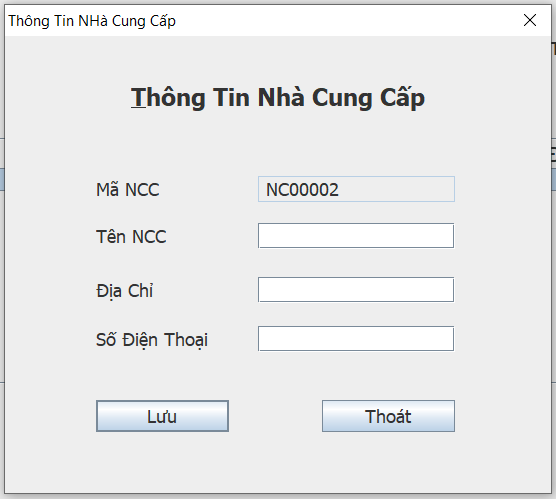 Thông Tin NHà Cung Cấp
Thông Tin Nhà Cung Cấp
Mã NCC
NC00002
Tên NCC
Địa Chỉ
Số Điện Thoại
Lưu
Thoát